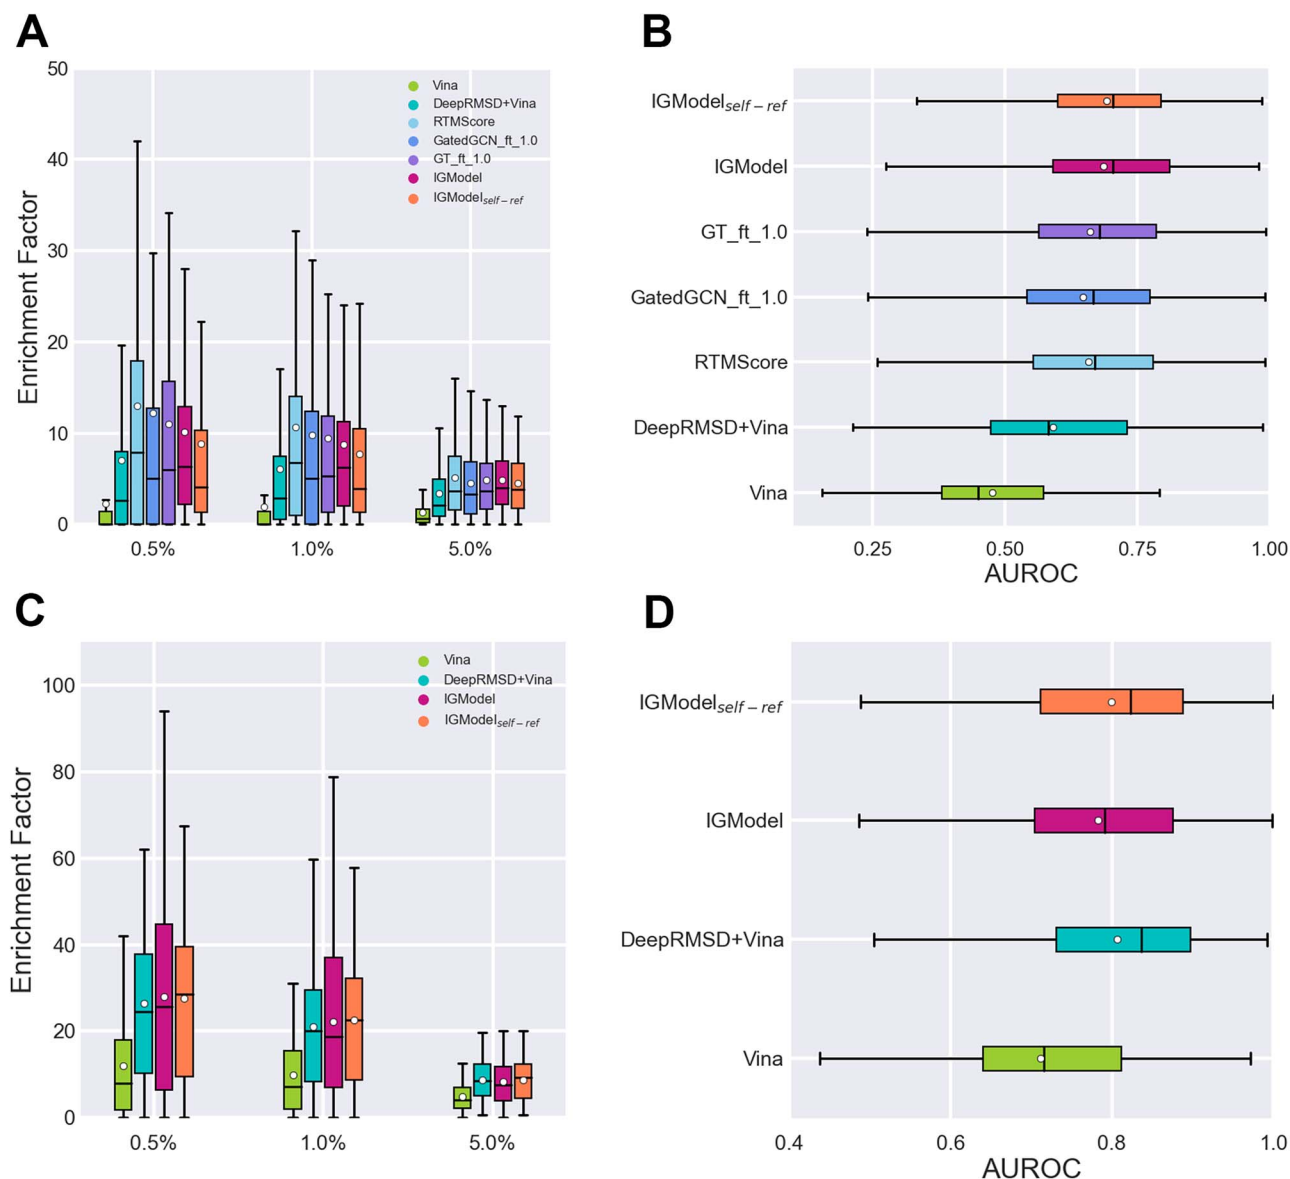 A
50
40
30
20
10
0
Enrichment Factor
Vina
DeepRMSD+Vina
RTMScore
GatedGCN_ft_1.0
GT_ft_1.0
IGModel
IGModelself-ref
0.5%
1.0%
5.0%
B
IGModelself-ref
IGModel
GT_ft_1.0
GatedGCN_ft_1.0
RTMScore
DeepRMSD+Vina
Vina
0.25
0.50
0.75
1.00
AUROC
C
100
80
60
40
20
0
Enrichment Factor
Vina
DeepRMSD+Vina
IGModel
IGModelself-ref
0.5%
1.0%
5.0%
D
IGModelself-ref
IGModel
DeepRMSD+Vina
Vina
0.4
0.6
0.8
1.0
AUROC